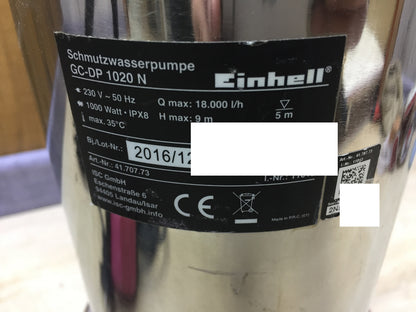 Schmutzwasserpumpe
GC-DP 1020 N
Einhell
230 V ~ 50 Hz
Q max: 18.000 l/h
1000 Watt · IPX8
H max: 9 m
5 m
max. 35°C
Bj./Lot-Nr.:
2016/12
Art.-Nr.: 41.707.73
ISC GmbH
Eschenstraße 6
94405 Landau/Isar
www.isc-gmbh.info
CE